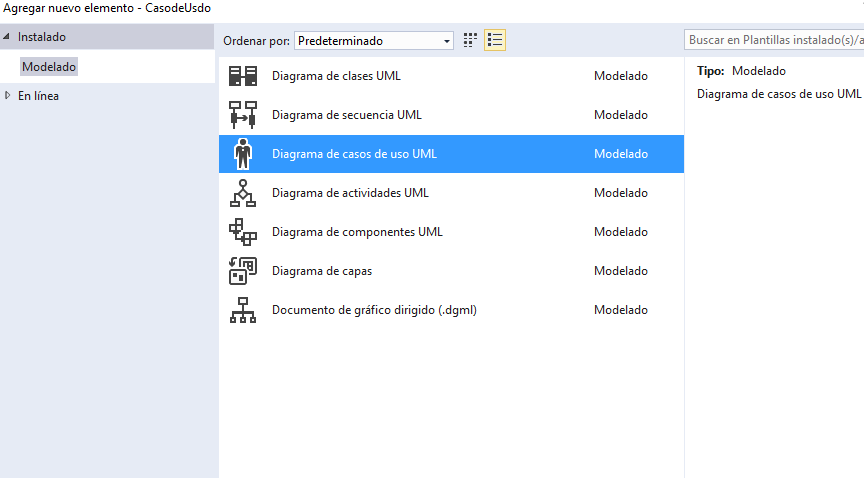 Agregar nuevo elemento - CasodeUsdo
Instalado
Modelado
En línea
Ordenar por: Predeterminado
Diagrama de clases UML Modelado
Diagrama de secuencia UML Modelado
Diagrama de casos de uso UML Modelado
Diagrama de actividades UML Modelado
Diagrama de componentes UML Modelado
Diagrama de capas Modelado
Documento de gráfico dirigido (.dgml) Modelado
Buscar en Plantillas instalado(s)/a
Tipo: Modelado
Diagrama de casos de uso UML